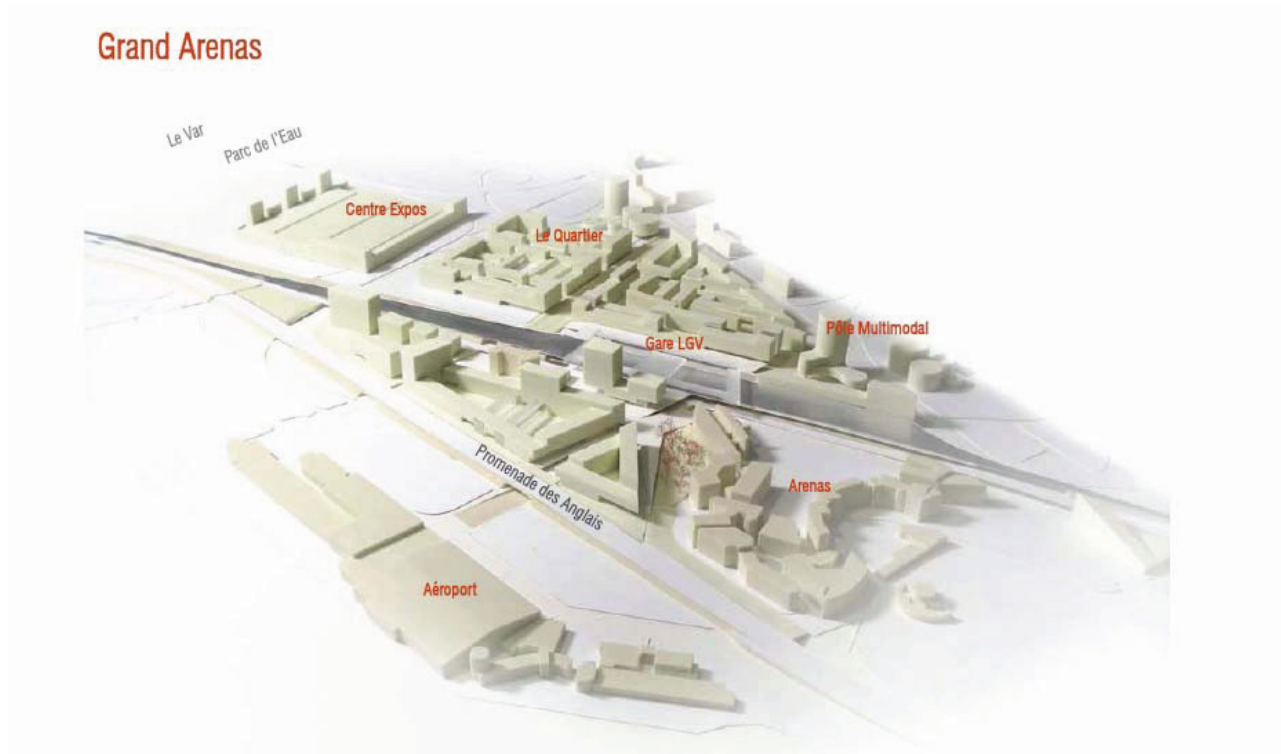 Grand Arenas
Le Var
Parc de l'Eau
Centre Expos
Le Quartier
Pôle Multimodal
Gare LGV
Promenade des Anglais
Arenas
Aéroport